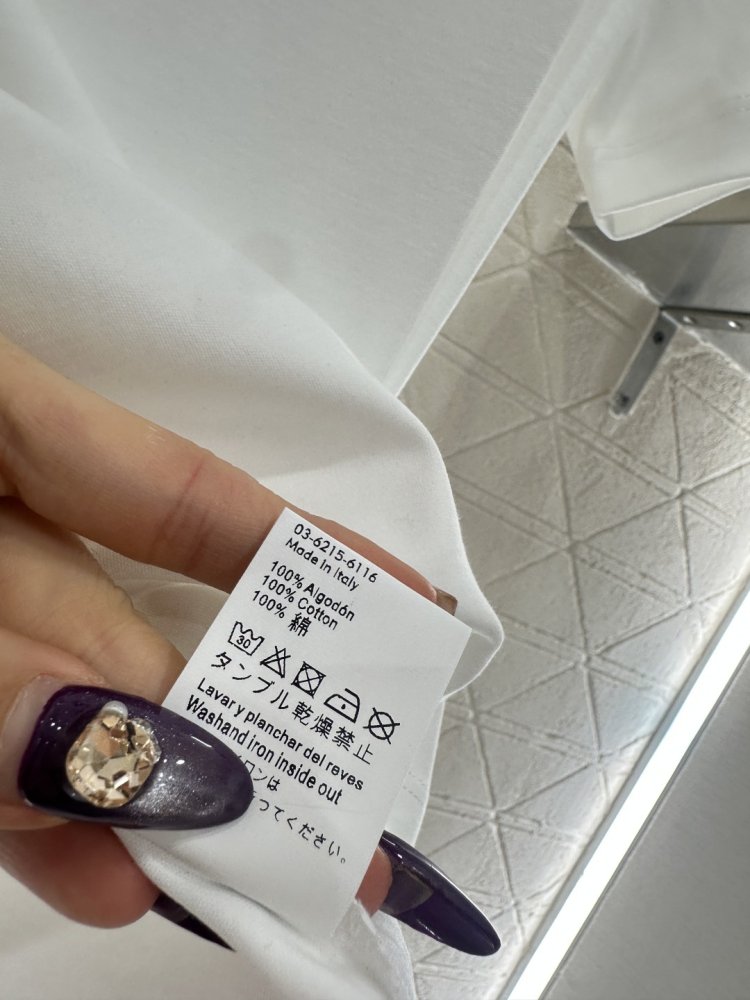 03-6215-6116
Made in Italy
100% Algodón
100% Cotton
100% 綿
30
タンブル乾燥禁止
Lavar y planchar del reves
Wash and iron inside out
ロンは
ってください。